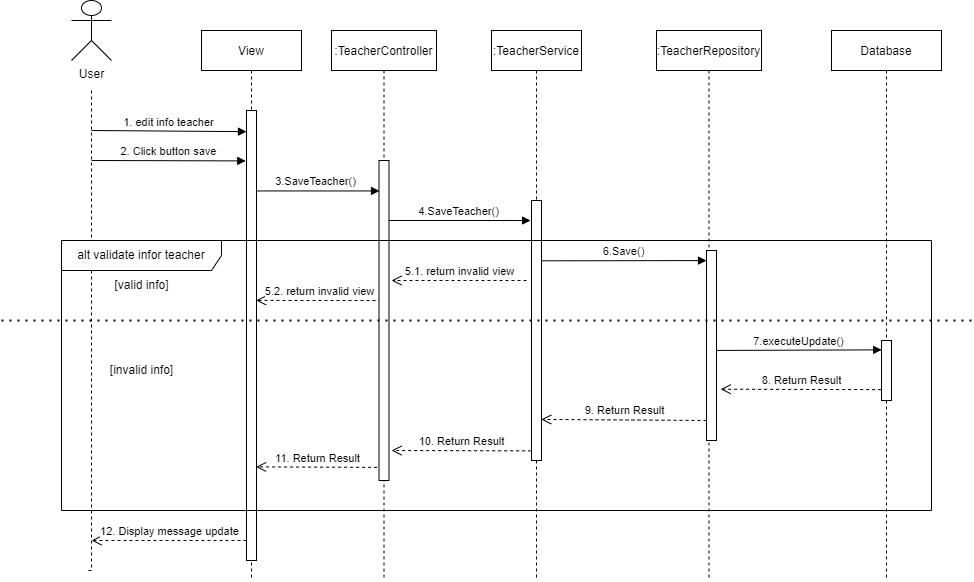 User
View
:TeacherController
:TeacherService
:TeacherRepository
Database
1. edit info teacher
2. Click button save
3.SaveTeacher()
4.SaveTeacher()
alt validate infor teacher
6.Save()
5.1. return invalid view
[valid info]
5.2. return invalid view
7.executeUpdate()
[invalid info]
8. Return Result
9. Return Result
10. Return Result
11. Return Result
12. Display message update